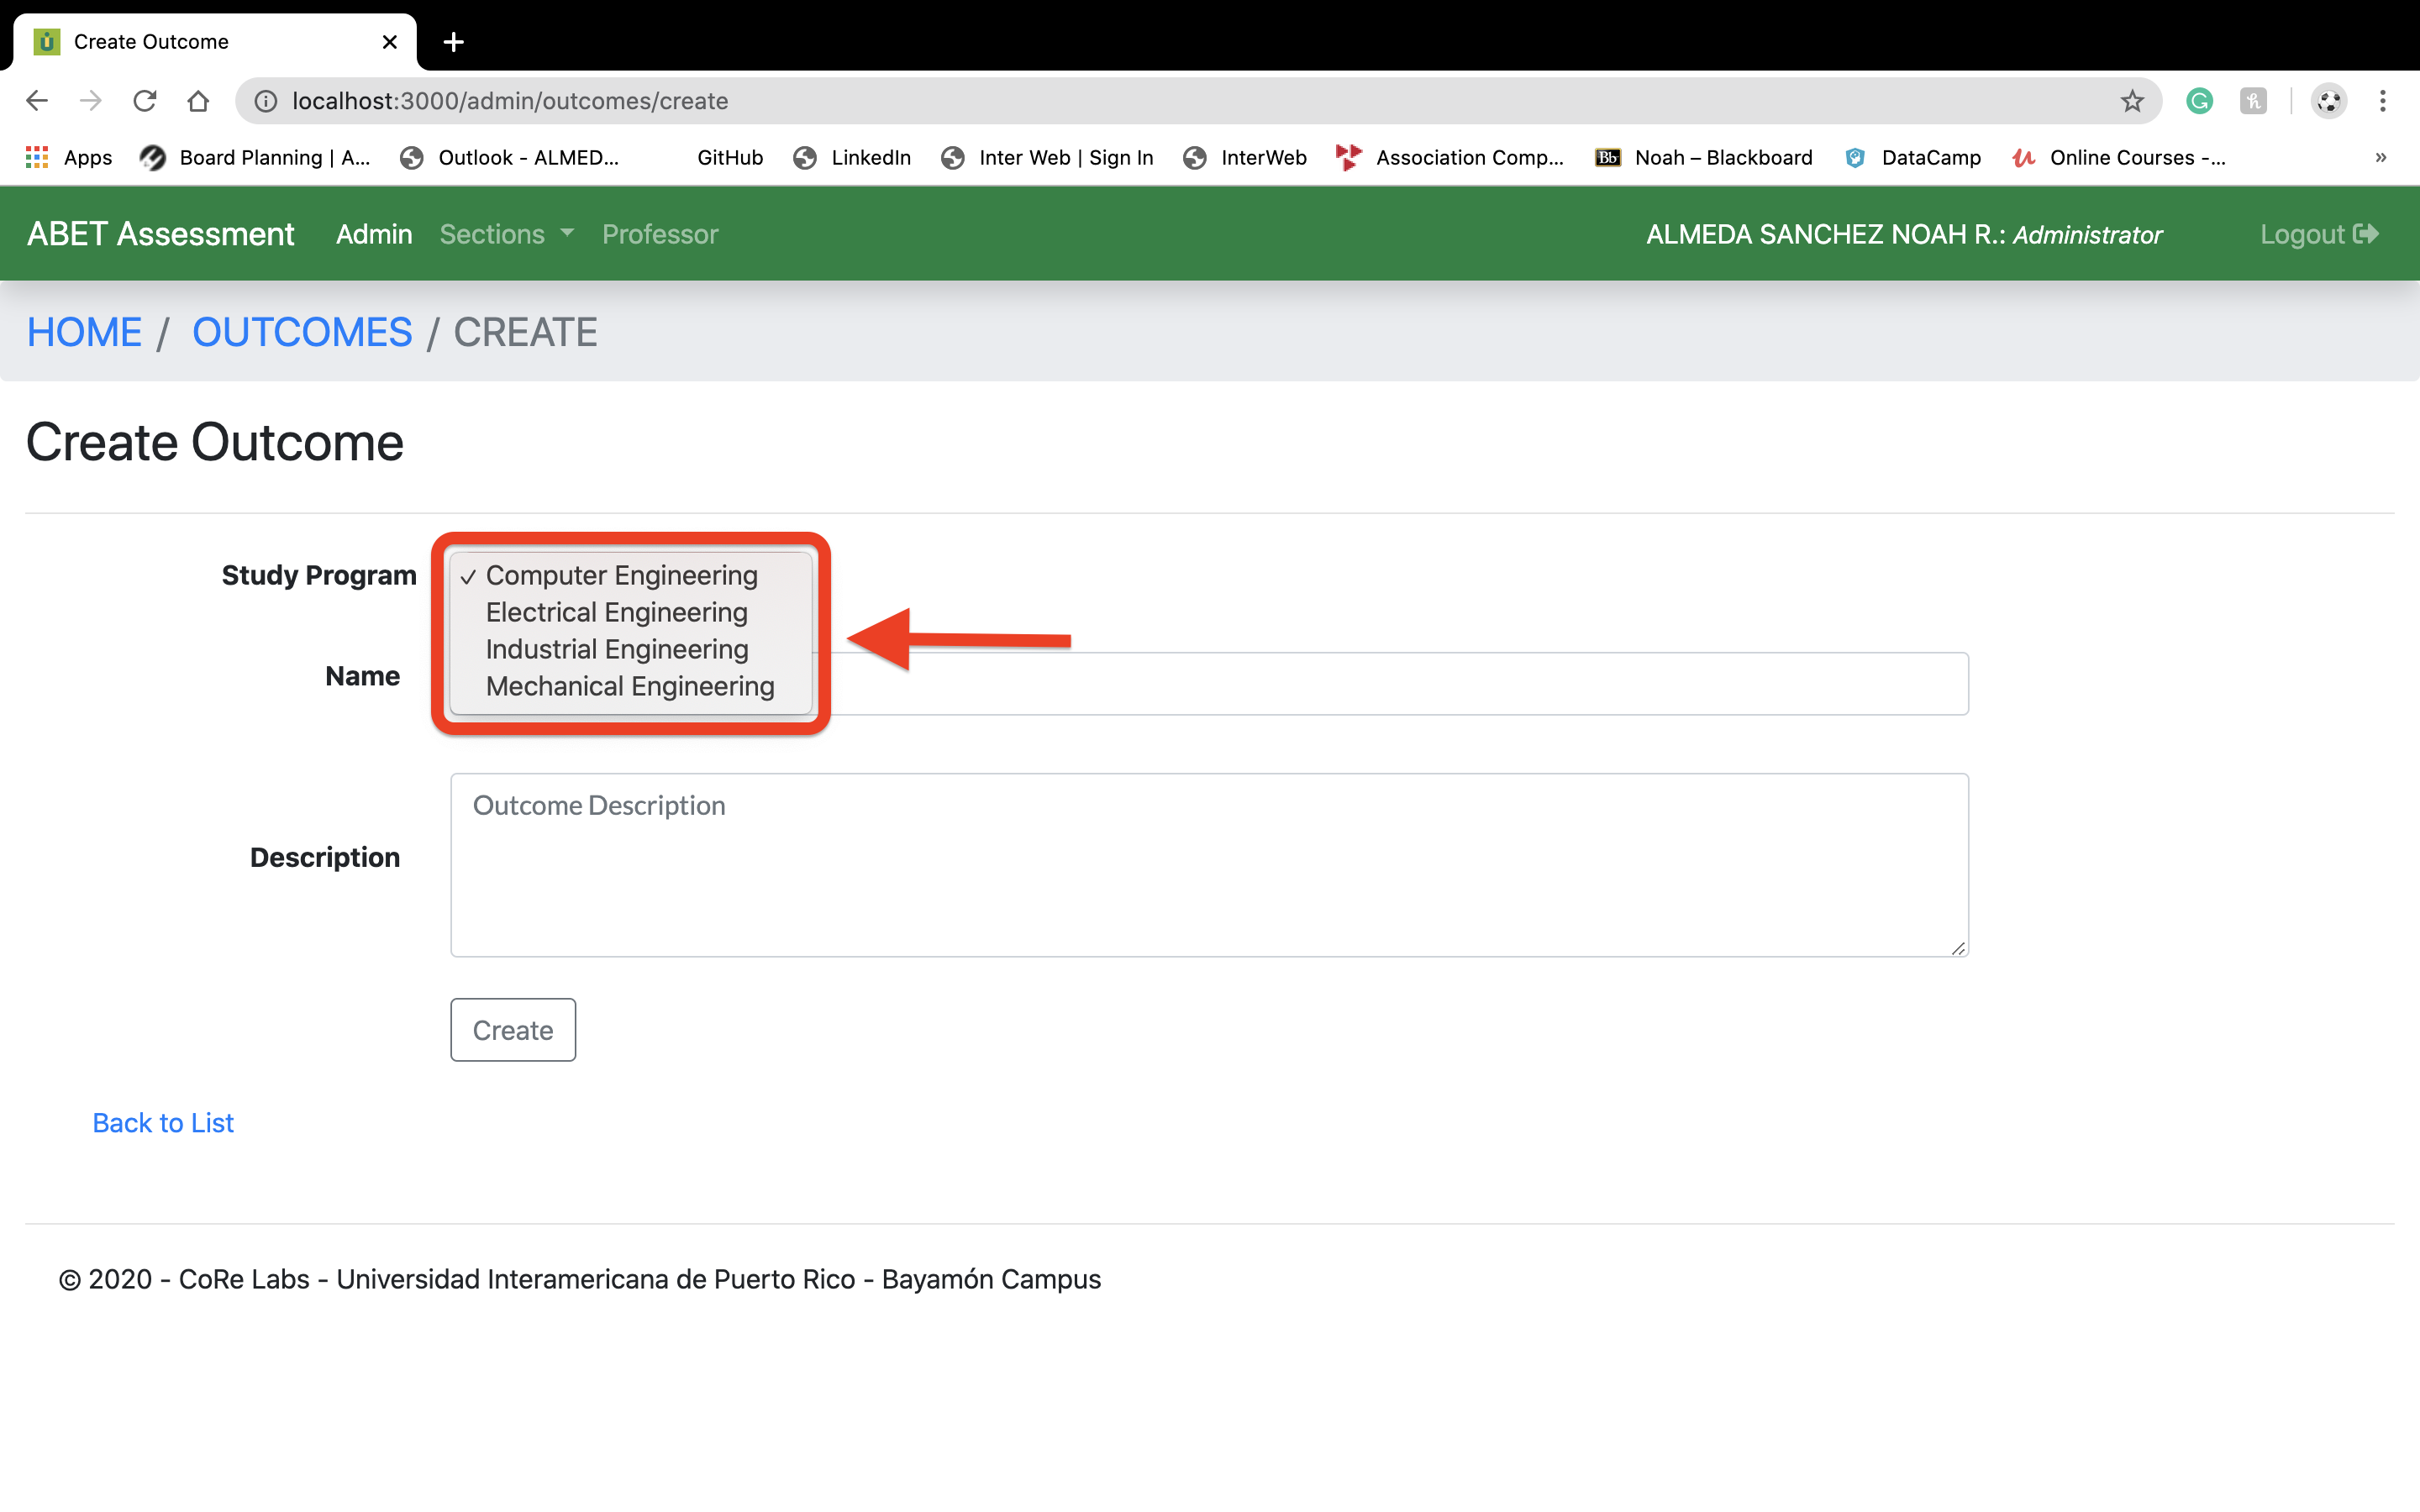 Create Outcome
localhost:3000/admin/outcomes/create
Apps Board Planning | A... Outlook - ALMED... GitHub LinkedIn Inter Web | Sign In InterWeb Association Comp... Bb Noah – Blackboard DataCamp Online Courses -... »
ABET Assessment Admin Sections Professor ALMEDA SANCHEZ NOAH R.: Administrator Logout
HOME / OUTCOMES / CREATE
Create Outcome
Study Program ✓ Computer Engineering
Electrical Engineering
Industrial Engineering
Name
Mechanical Engineering
Outcome Description
Description
Create
Back to List
© 2020 - CoRe Labs - Universidad Interamericana de Puerto Rico - Bayamón Campus